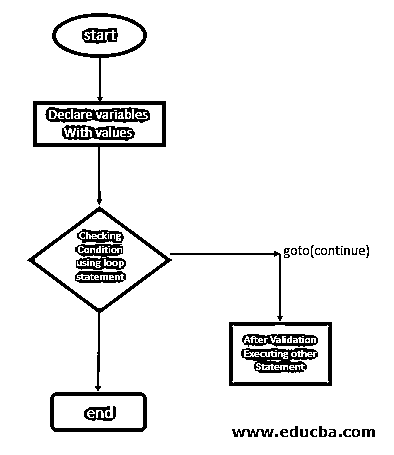 start
Declare variables
With values
Checking
Condition
using loop
statement
goto(continue)
After Validation
Executing other
Statement
end
www.educba.com